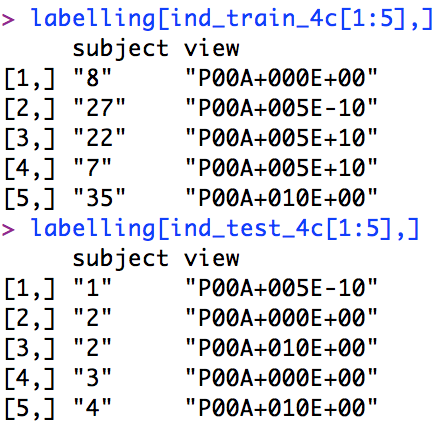 > labelling[ind_train_4c[1:5],]
     subject view
[1,] "8"     "P00A+000E+00"
[2,] "27"    "P00A+005E-10"
[3,] "22"    "P00A+005E+10"
[4,] "7"     "P00A+005E+10"
[5,] "35"    "P00A+010E+00"
> labelling[ind_test_4c[1:5],]
     subject view
[1,] "1"     "P00A+005E-10"
[2,] "2"     "P00A+000E+00"
[3,] "2"     "P00A+010E+00"
[4,] "3"     "P00A+000E+00"
[5,] "4"     "P00A+010E+00"